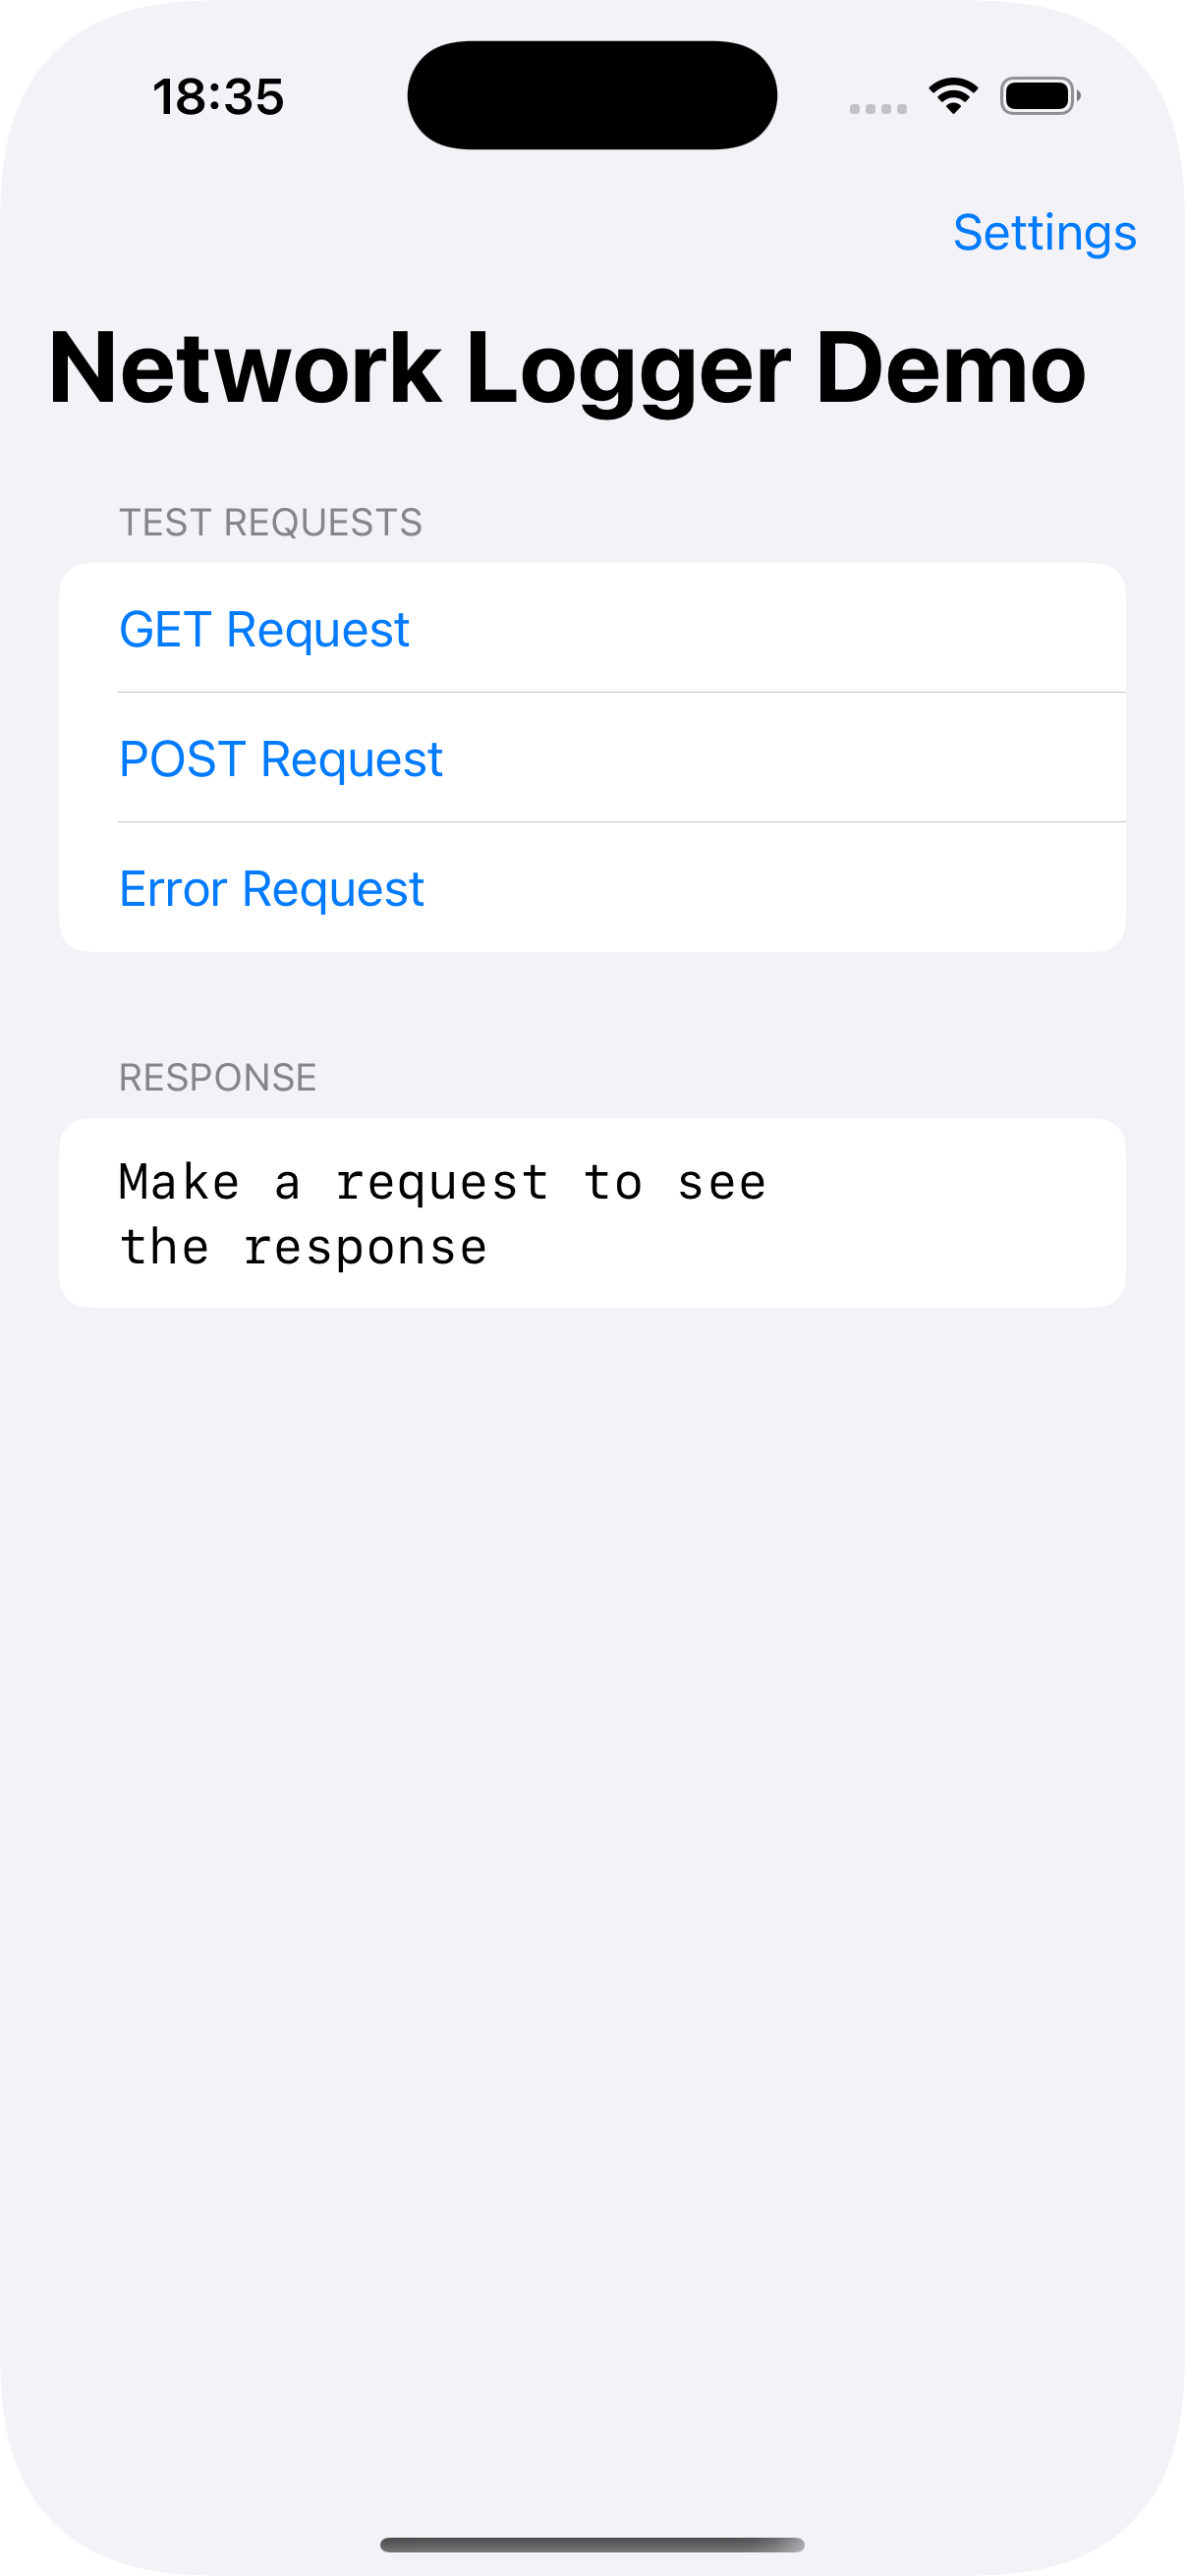 18:35
Settings
Network Logger Demo
TEST REQUESTS
GET Request
POST Request
Error Request
RESPONSE
Make a request to see
the response